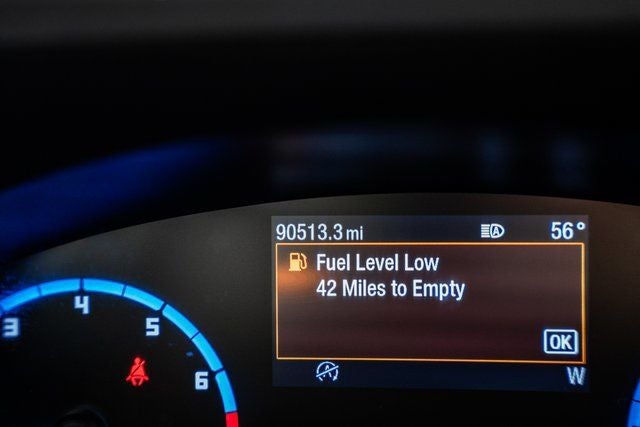 90513.3 mi A 56°
Fuel Level Low
42 Miles to Empty
OK
W
4
3 5
6